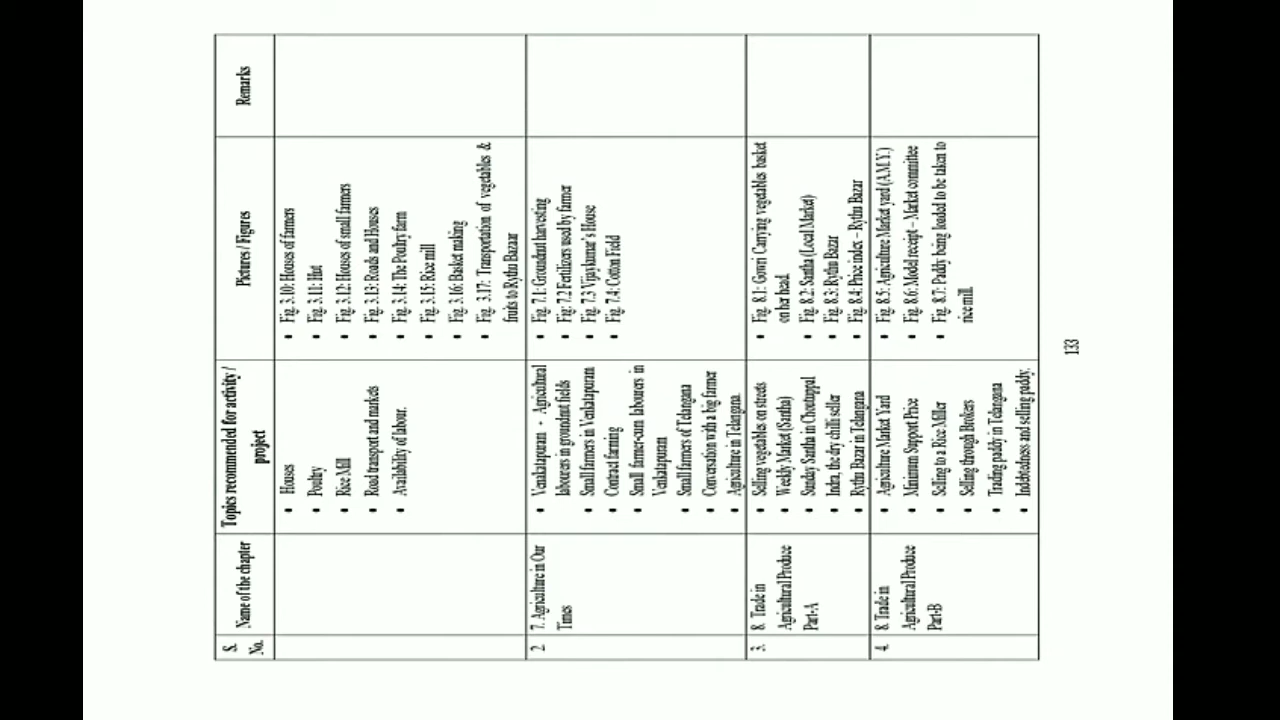 S. No.
Name of the chapter
Topics recommended for activity / project
Pictures / Figures
Remarks
• Houses
• Poultry
• Rice Mill
• Road transport and markets
• Availability of labour.
• Fig. 3.10: Houses of farmers
• Fig. 3.11: Hut
• Fig. 3.12: Houses of small farmers
• Fig. 3.13: Roads and Houses
• Fig. 3.14: The Poultry farm
• Fig. 3.15: Rice mill
• Fig. 3.16: Basket making
• Fig. 3.17: Transportation of vegetables &
fruits to Rythu Bazaar
2.
7. Agriculture in Our
Times
• Venkatapuram - Agricultural
labourers in groundnut fields
• Small farmers in Venkatapuram
• Contract farming
• Small farmer-cum labourers in
Venkatapuram
• Small farmers of Telangana
• Conversation with a big farmer
• Agriculture in Telangana.
• Fig. 7.1: Groundnut harvesting
• Fig: 7.2 Fertilizers used by farmer
• Fig. 7.3 Vijaykumar's House
• Fig. 7.4: Cotton Field
3.
8. Trade in
Agricultural Produce
Part-A
• Selling vegetables on streets
• Weekly Market (Santha)
• Sunday Santha in Choutuppal
• Indra, the dry chilli seller
• Rythu Bazar in Telangana
• Fig. 8.1: Gowri Carrying vegetables basket
on her head.
• Fig. 8.2: Santha (Local Market)
• Fig. 8.3: Rythu Bazar
• Fig. 8.4: Price index – Rythu Bazar
4.
8. Trade in
Agricultural Produce
Part-B
• Agriculture Market Yard
• Minimum Support Price
• Selling to a Rice Miller
• Selling through Brokers
• Trading paddy in Telangana
• Indebtedness and selling paddy.
• Fig. 8.5: Agriculture Market yard (A.M.Y.)
• Fig. 8.6: Model receipt – Market committee
• Fig. 8.7: Paddy being loaded to be taken to
rice mill.
133